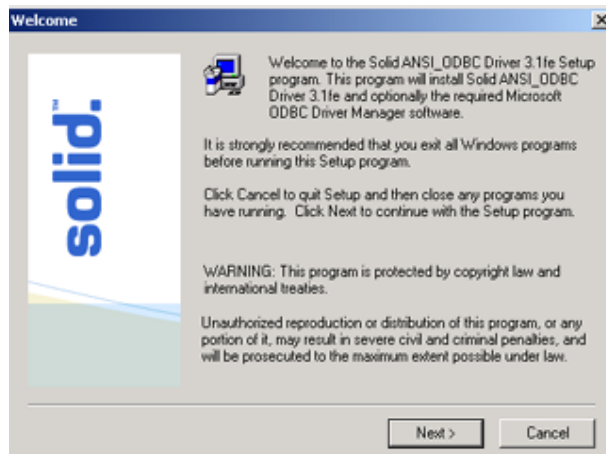 Welcome
solid.™
Welcome to the Solid ANSI_ODBC Driver 3.1fe Setup
program. This program will install Solid ANSI_ODBC
Driver 3.1fe and optionally the required Microsoft
ODBC Driver Manager software.
It is strongly recommended that you exit all Windows programs
before running this Setup program.
Click Cancel to quit Setup and then close any programs you
have running. Click Next to continue with the Setup program.
WARNING: This program is protected by copyright law and
international treaties.
Unauthorized reproduction or distribution of this program, or any
portion of it, may result in severe civil and criminal penalties, and
will be prosecuted to the maximum extent possible under law.
Next >
Cancel